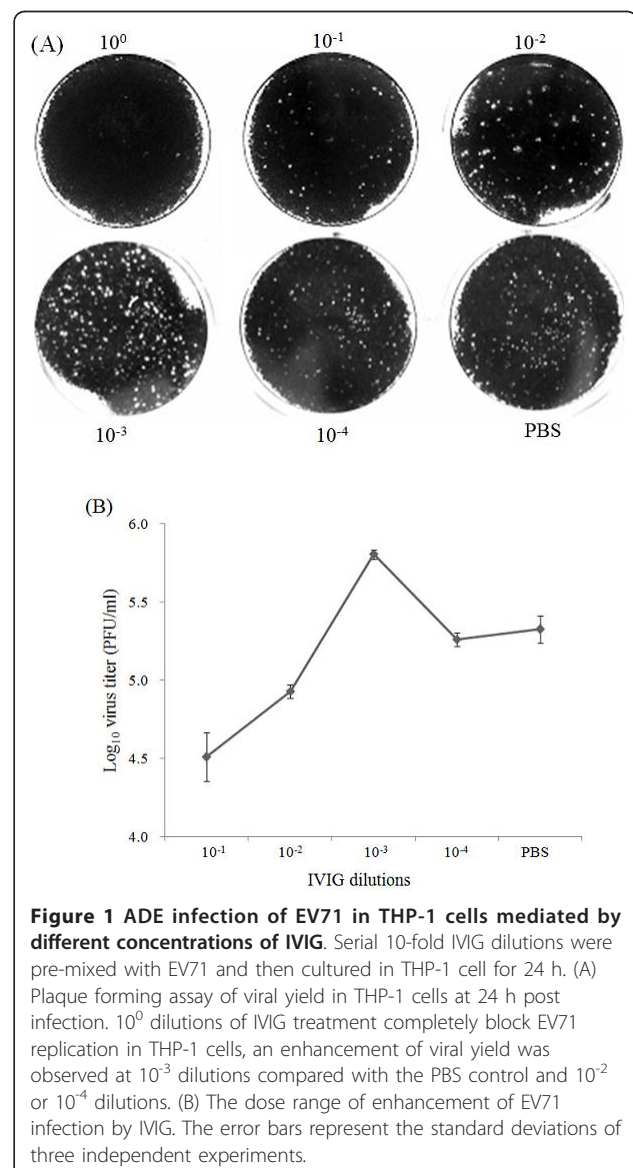 (A)
10⁰ 10⁻¹ 10⁻²
10⁻³ 10⁻⁴ PBS
(B)
6.0
5.5
5.0
4.5
4.0
Log₁₀ virus titer (PFU/ml)
10⁻¹ 10⁻² 10⁻³ 10⁻⁴ PBS
IVIG dilutions
Figure 1 ADE infection of EV71 in THP-1 cells mediated by
different concentrations of IVIG. Serial 10-fold IVIG dilutions were
pre-mixed with EV71 and then cultured in THP-1 cell for 24 h. (A)
Plaque forming assay of viral yield in THP-1 cells at 24 h post
infection. 10⁰ dilutions of IVIG treatment completely block EV71
replication in THP-1 cells, an enhancement of viral yield was
observed at 10⁻³ dilutions compared with the PBS control and 10⁻²
or 10⁻⁴ dilutions. (B) The dose range of enhancement of EV71
infection by IVIG. The error bars represent the standard deviations of
three independent experiments.